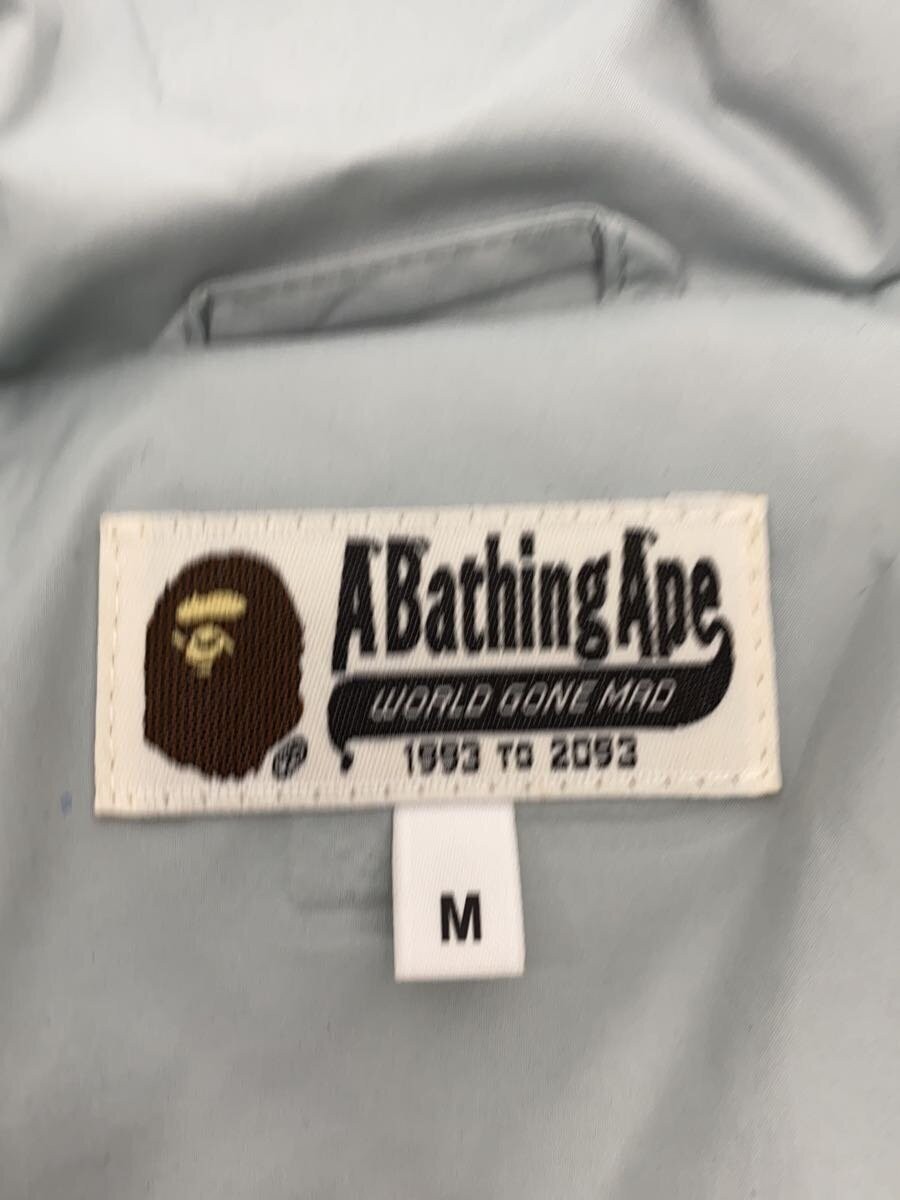 A Bathing Ape
WORLD GONE MAD
1993 TO 2093
M